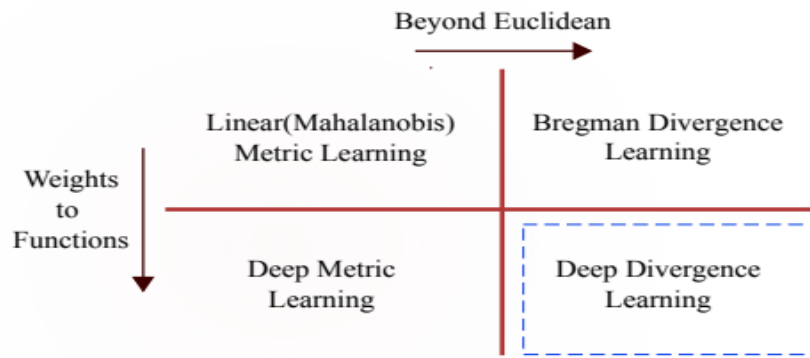 Beyond Euclidean
Linear(Mahalanobis)
Metric Learning
Bregman Divergence
Learning
Weights
to
Functions
Deep Metric
Learning
Deep Divergence
Learning